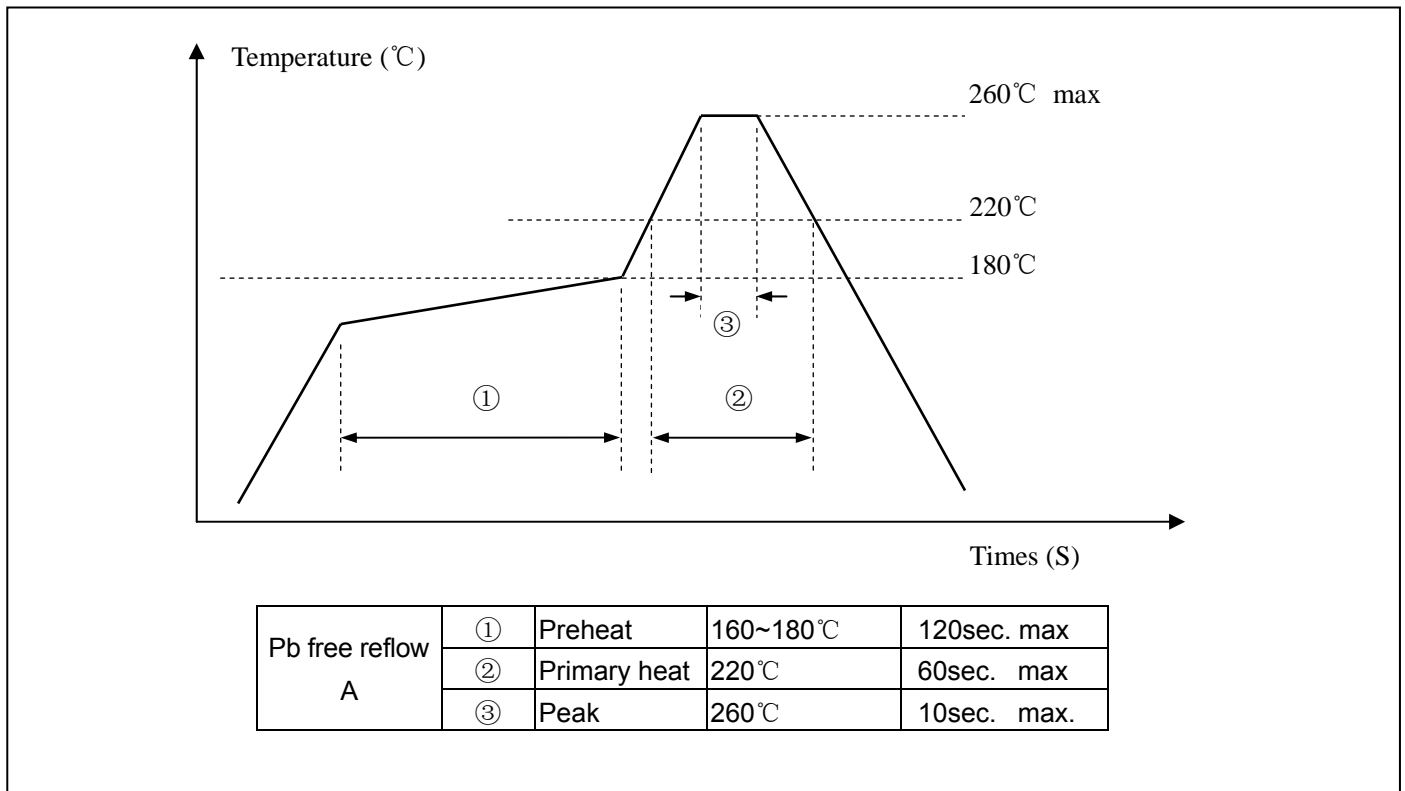 Temperature (℃)
260℃ max
220℃
180℃
③
① ②
Times (S)
Pb free reflow A
① Preheat 160~180℃ 120sec. max
② Primary heat 220℃ 60sec. max
③ Peak 260℃ 10sec. max.